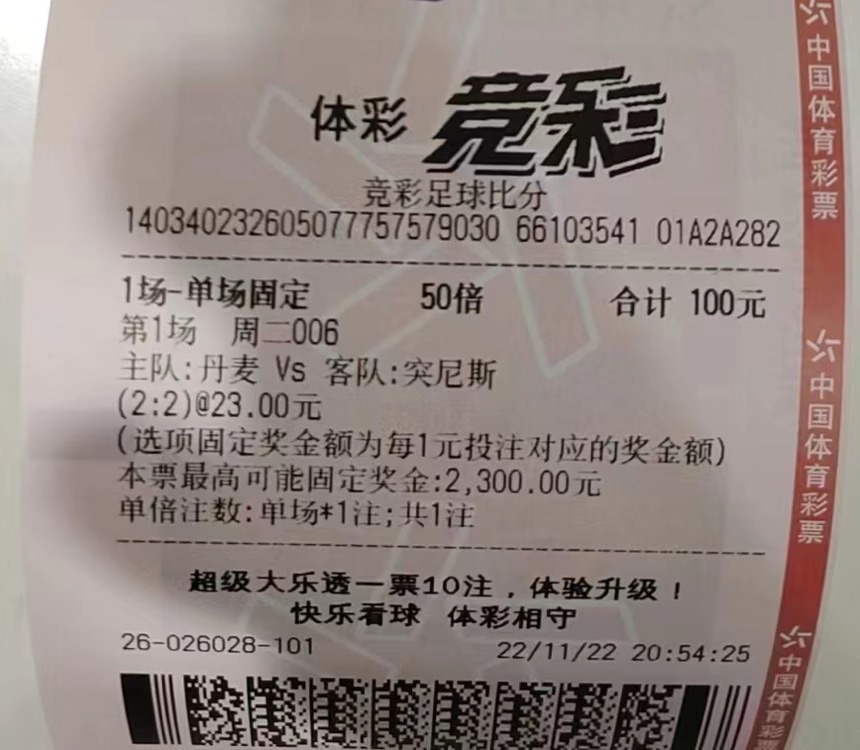 体彩 竞彩
竞彩足球比分
140340232605077757579030 66103541 01A2A282
1场-单场固定 50倍 合计 100元
第1场 周二006
主队:丹麦 Vs 客队:突尼斯
(2:2)@23.00元
(选项固定奖金额为每1元投注对应的奖金额)
本票最高可能固定奖金:2,300.00元
单倍注数:单场*1注;共1注
超级大乐透一票10注，体验升级！
快乐看球 体彩相守
26-026028-101 22/11/22 20:54:25
中国体育彩票
中国体育彩票
中国体育彩票